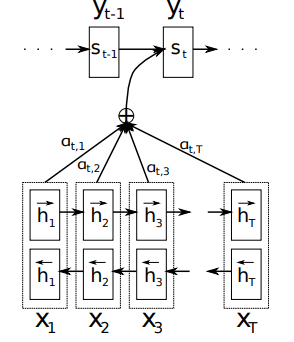 y_{t-1} y_t
. . . s_{t-1} s_t . . .
a_{t,1} a_{t,2} a_{t,3} a_{t,T}
\overrightarrow{h}_1 \overrightarrow{h}_2 \overrightarrow{h}_3 \overrightarrow{h}_T
\overleftarrow{h}_1 \overleftarrow{h}_2 \overleftarrow{h}_3 \overleftarrow{h}_T
x_1 x_2 x_3 x_T